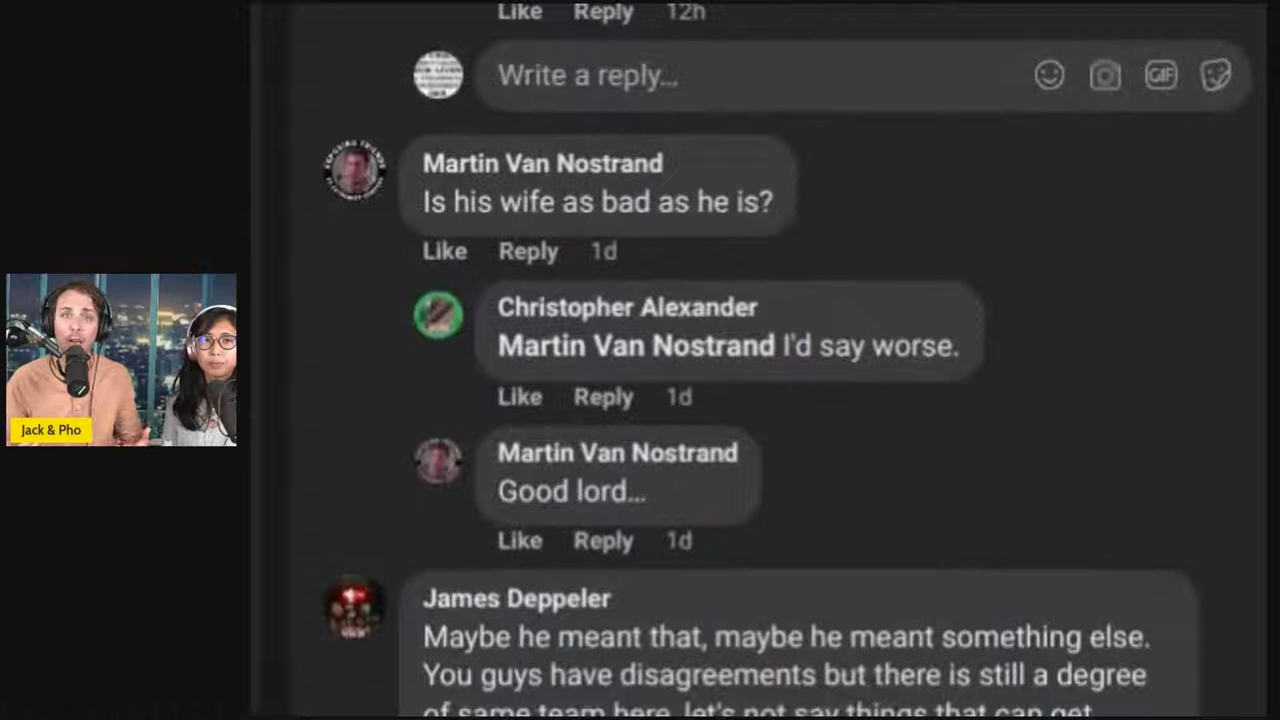 Like Reply 12h
Write a reply...
GIF
Martin Van Nostrand
Is his wife as bad as he is?
Like Reply 1d
Christopher Alexander
Martin Van Nostrand I'd say worse.
Like Reply 1d
Martin Van Nostrand
Good lord...
Like Reply 1d
James Deppeler
Maybe he meant that, maybe he meant something else.
You guys have disagreements but there is still a degree
of same team here, let's not say things that can get
Jack & Pho